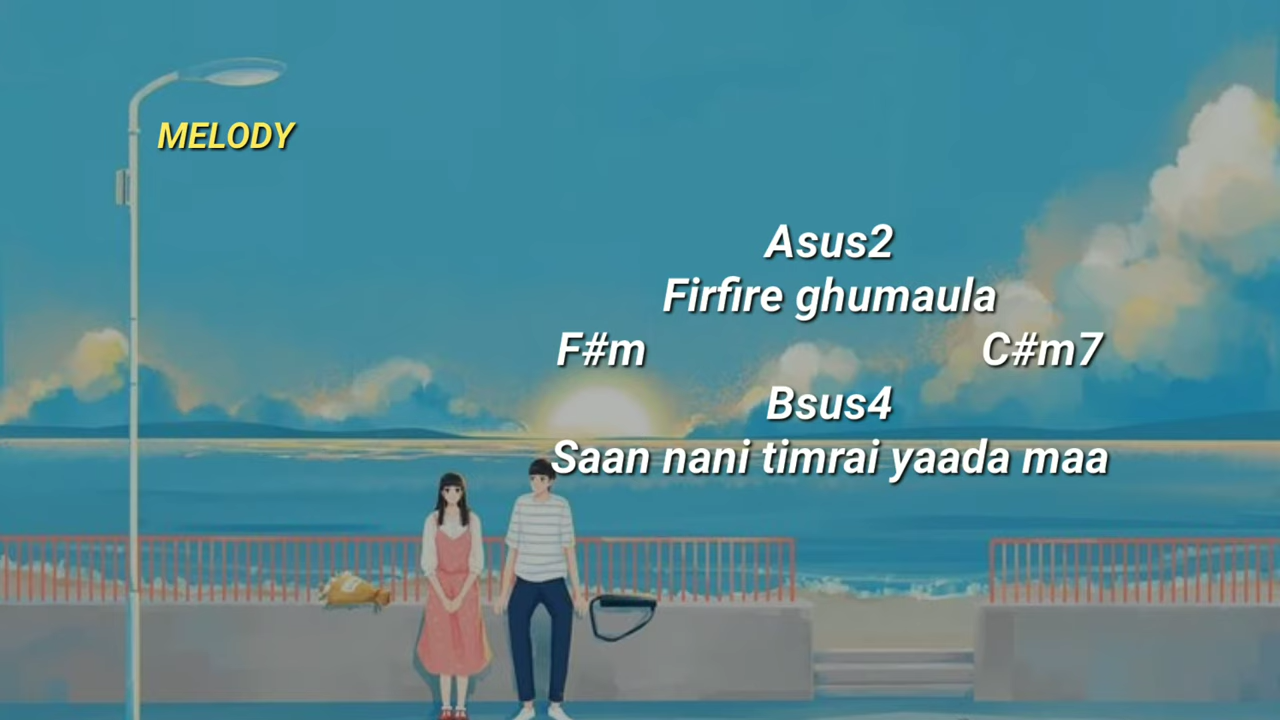 MELODY
Asus2
Firfire ghumaula
F#m C#m7
Bsus4
Saan nani timrai yaada maa